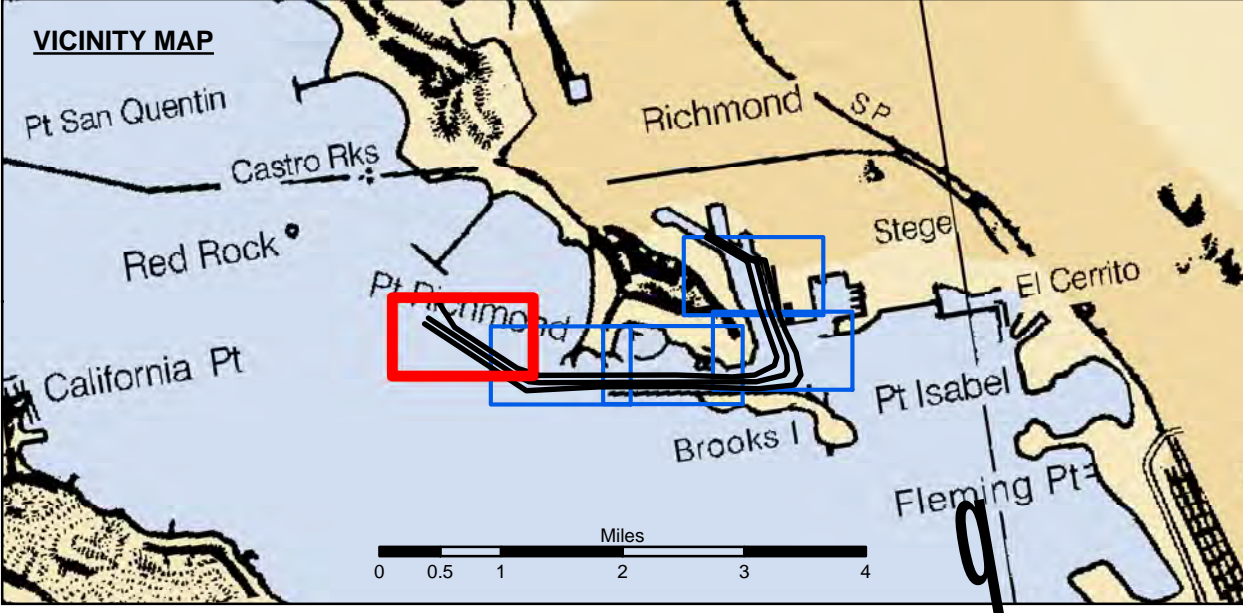 VICINITY MAP
Pt San Quentin
Richmond
S P
Castro Rks
Stege
Red Rock
El Cerrito
Pt Richmond
California Pt
Pt Isabel
Brooks I
Fleming Pt
Miles
0 0.5 1 2 3 4